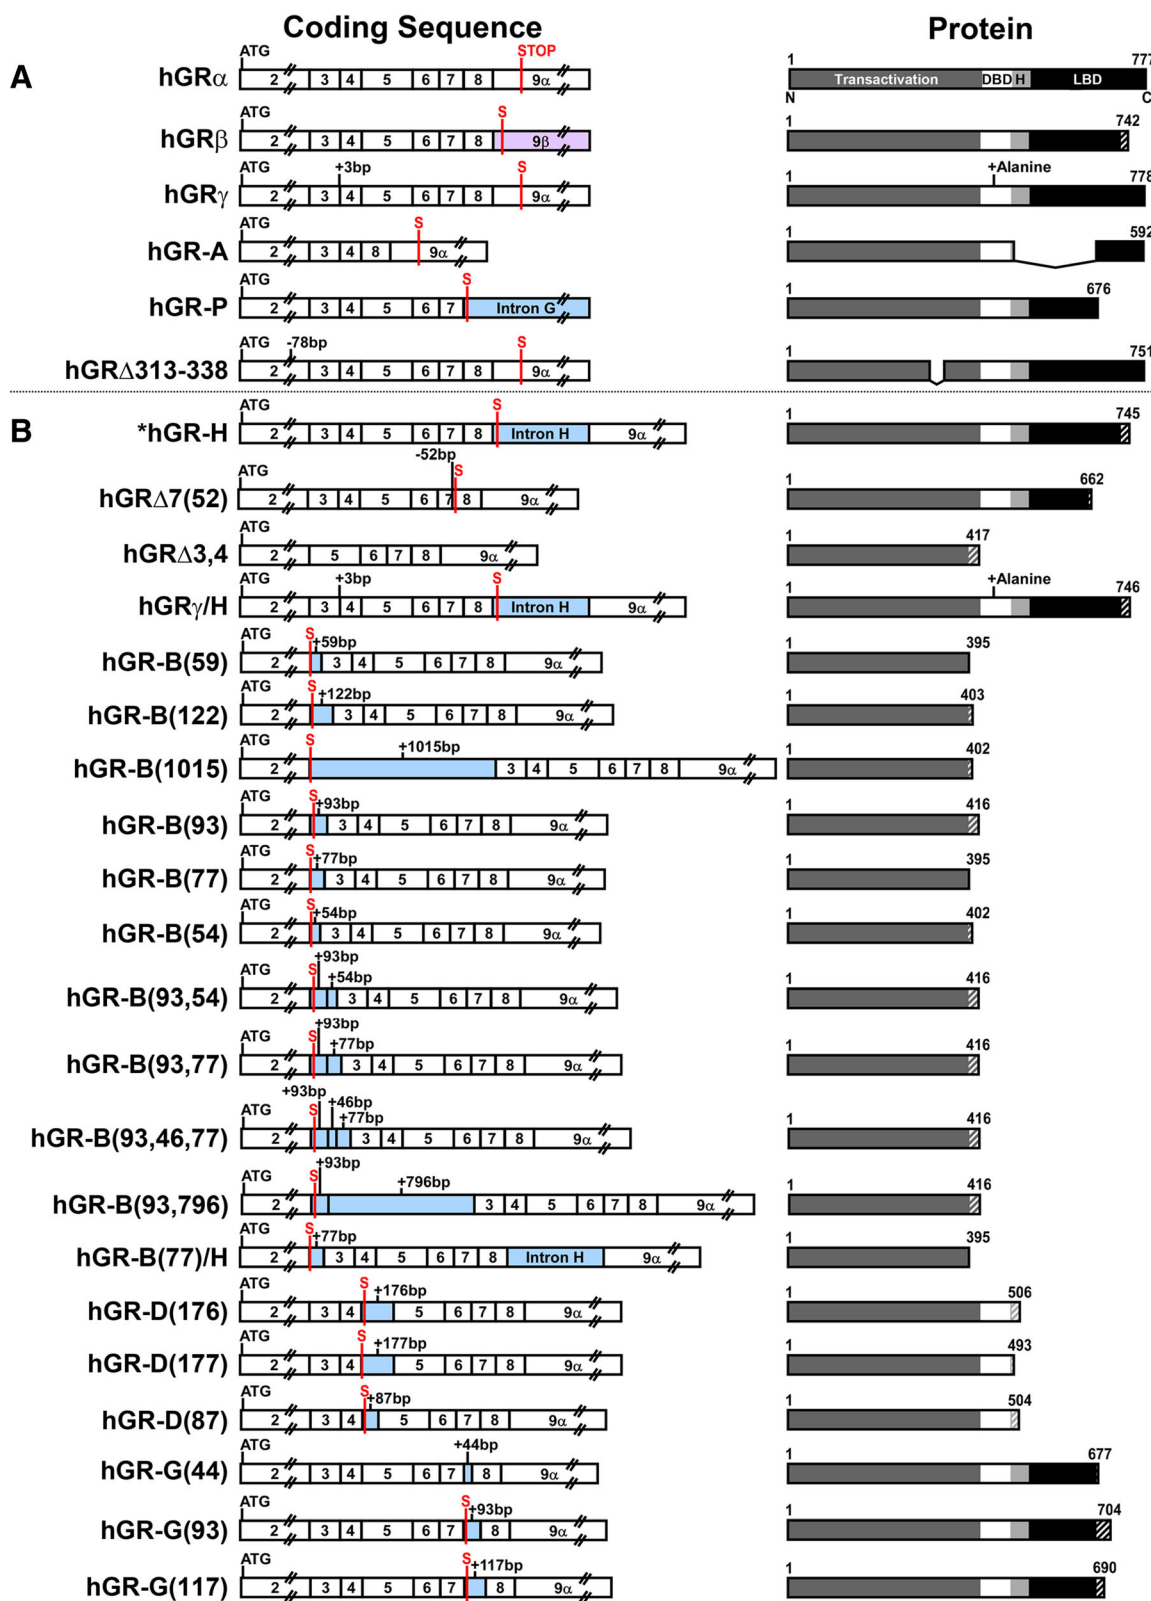 Coding Sequence Protein
A
hGRα ATG STOP 2 3 4 5 6 7 8 9α 1 777 Transactivation DBD H LBD N C
hGRβ ATG S 2 3 4 5 6 7 8 9β 1 742
hGRγ ATG +3bp S 2 3 4 5 6 7 8 9α 1 +Alanine 778
hGR-A ATG S 2 3 4 8 9α 1 592
hGR-P ATG S 2 3 4 5 6 7 Intron G 1 676
hGRΔ313-338 ATG -78bp S 2 3 4 5 6 7 8 9α 1 751
B
*hGR-H ATG S 2 3 4 5 6 7 8 Intron H 9α 1 745
hGRΔ7(52) ATG -52bp S 2 3 4 5 6 7 8 9α 1 662
hGRΔ3,4 ATG 2 5 6 7 8 9α 1 417
hGRγ/H ATG +3bp S 2 3 4 5 6 7 8 Intron H 9α 1 +Alanine 746
hGR-B(59) ATG S +59bp 2 3 4 5 6 7 8 9α 1 395
hGR-B(122) ATG S +122bp 2 3 4 5 6 7 8 9α 1 403
hGR-B(1015) ATG S +1015bp 2 3 4 5 6 7 8 9α 1 402
hGR-B(93) ATG S +93bp 2 3 4 5 6 7 8 9α 1 416
hGR-B(77) ATG S +77bp 2 3 4 5 6 7 8 9α 1 395
hGR-B(54) ATG S +54bp 2 3 4 5 6 7 8 9α 1 402
hGR-B(93,54) ATG S +93bp +54bp 2 3 4 5 6 7 8 9α 1 416
hGR-B(93,77) ATG S +93bp +77bp 2 3 4 5 6 7 8 9α 1 416
hGR-B(93,46,77) ATG S +93bp +46bp +77bp 2 3 4 5 6 7 8 9α 1 416
hGR-B(93,796) ATG S +93bp +796bp 2 3 4 5 6 7 8 9α 1 416
hGR-B(77)/H ATG S +77bp 2 3 4 5 6 7 8 Intron H 9α 1 395
hGR-D(176) ATG S +176bp 2 3 4 5 6 7 8 9α 1 506
hGR-D(177) ATG S +177bp 2 3 4 5 6 7 8 9α 1 493
hGR-D(87) ATG S +87bp 2 3 4 5 6 7 8 9α 1 504
hGR-G(44) ATG +44bp 2 3 4 5 6 7 8 9α 1 677
hGR-G(93) ATG S +93bp 2 3 4 5 6 7 8 9α 1 704
hGR-G(117) ATG S +117bp 2 3 4 5 6 7 8 9α 1 690